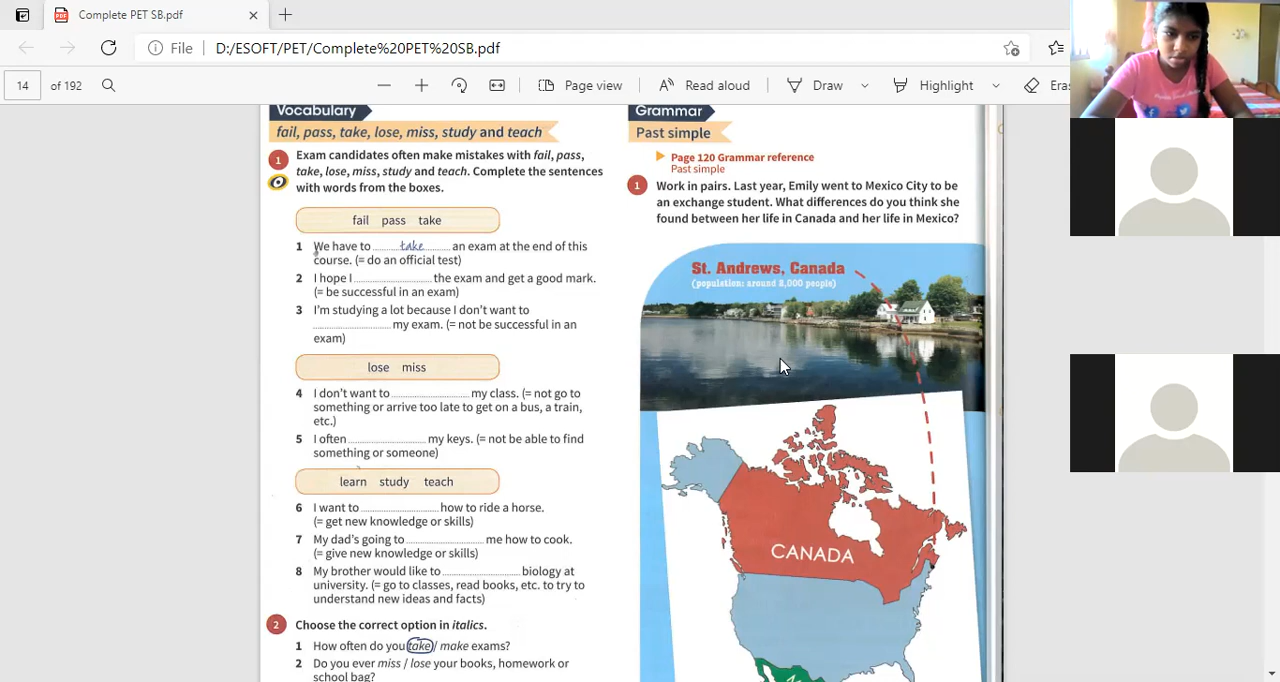 Complete PET SB.pdf
File D:/ESOFT/PET/Complete%20PET%20SB.pdf
14 of 192 Page view Read aloud Draw Highlight Eras
Vocabulary
fail, pass, take, lose, miss, study and teach
1 Exam candidates often make mistakes with fail, pass,
take, lose, miss, study and teach. Complete the sentences
with words from the boxes.
fail pass take
1 We have to take an exam at the end of this
course. (= do an official test)
2 I hope I .......................... the exam and get a good mark.
(= be successful in an exam)
3 I'm studying a lot because I don't want to
.......................... my exam. (= not be successful in an
exam)
lose miss
4 I don't want to .......................... my class. (= not go to
something or arrive too late to get on a bus, a train,
etc.)
5 I often .......................... my keys. (= not be able to find
something or someone)
learn study teach
6 I want to .......................... how to ride a horse.
(= get new knowledge or skills)
7 My dad's going to .......................... me how to cook.
(= give new knowledge or skills)
8 My brother would like to .......................... biology at
university. (= go to classes, read books, etc. to try to
understand new ideas and facts)
2 Choose the correct option in italics.
1 How often do you take / make exams?
2 Do you ever miss / lose your books, homework or
school bag?
Grammar
Past simple
Page 120 Grammar reference
Past simple
1 Work in pairs. Last year, Emily went to Mexico City to be
an exchange student. What differences do you think she
found between her life in Canada and her life in Mexico?
St. Andrews, Canada
(population: around 2,000 people)
CANADA